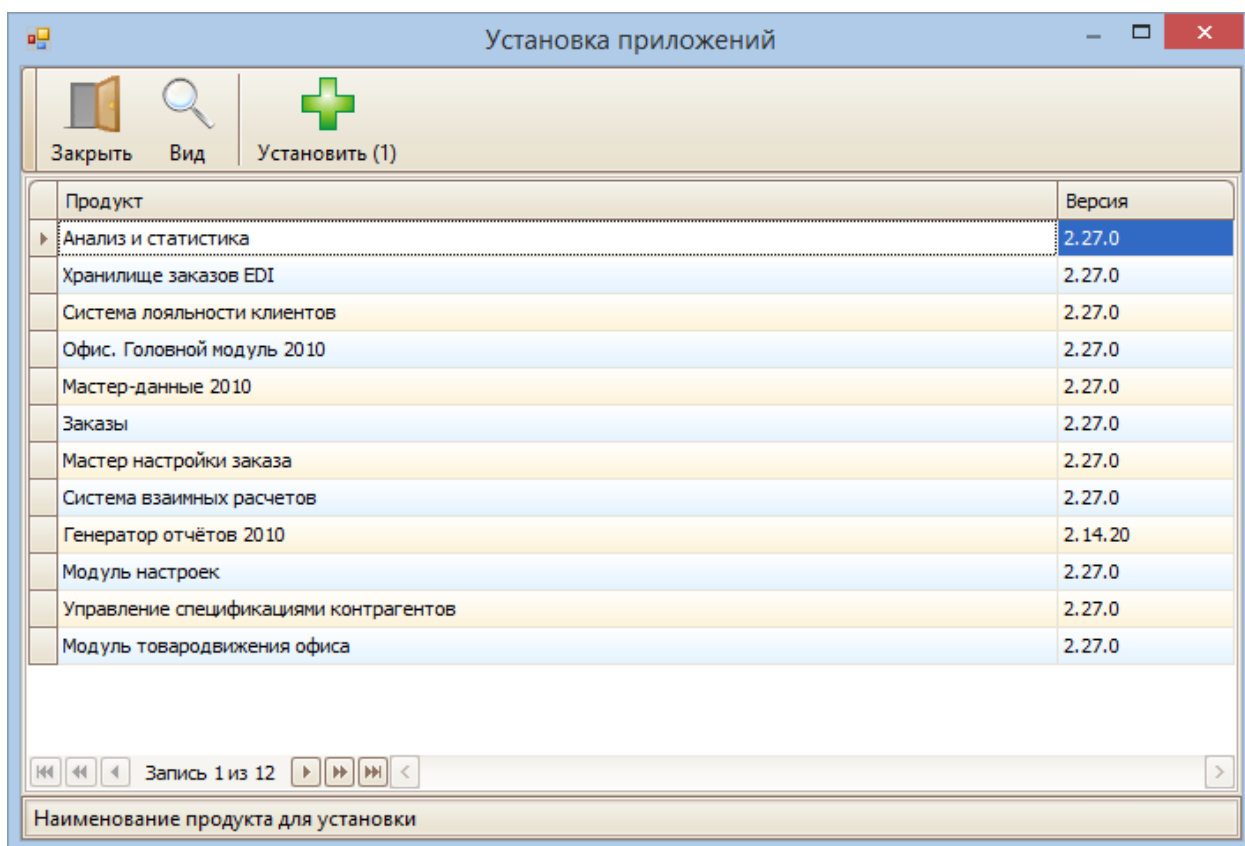 Установка приложений
Закрыть Вид Установить (1)
Продукт Версия
Анализ и статистика 2.27.0
Хранилище заказов EDI 2.27.0
Система лояльности клиентов 2.27.0
Офис. Головной модуль 2010 2.27.0
Мастер-данные 2010 2.27.0
Заказы 2.27.0
Мастер настройки заказа 2.27.0
Система взаимных расчетов 2.27.0
Генератор отчётов 2010 2.14.20
Модуль настроек 2.27.0
Управление спецификациями контрагентов 2.27.0
Модуль товародвижения офиса 2.27.0
Запись 1 из 12
Наименование продукта для установки